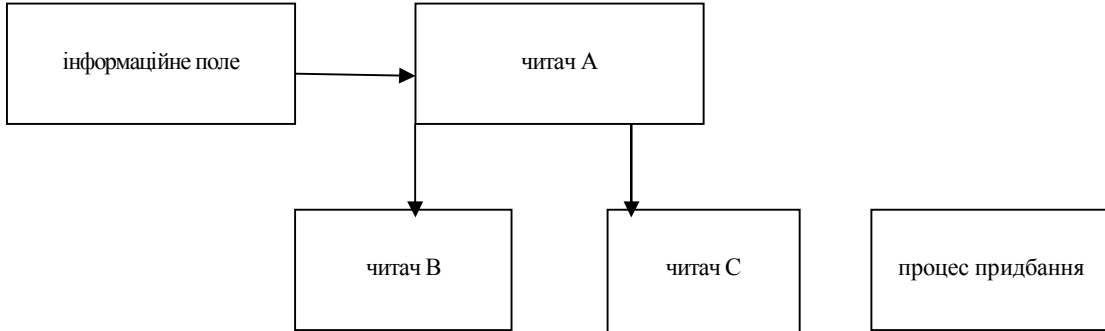 інформаційне поле
читач А
читач В
читач С
процес придбання